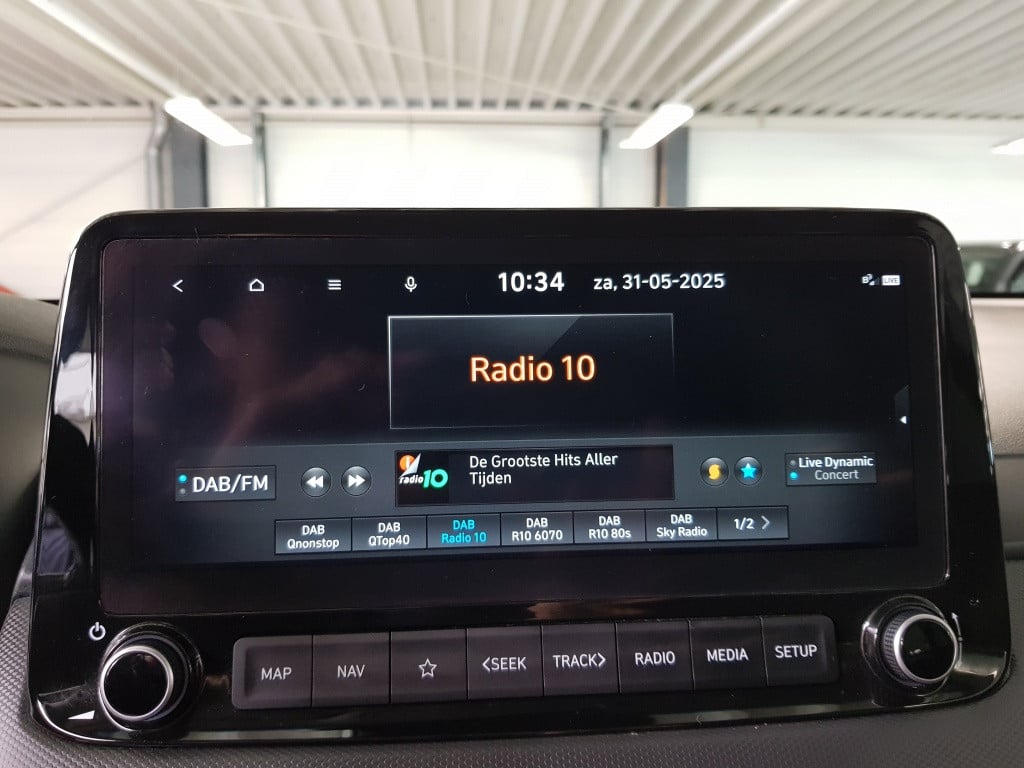 10:34 za, 31-05-2025
LIVE
Radio 10
DAB/FM
radio10
De Grootste Hits Aller
Tijden
Live Dynamic
Concert
DAB
Qnonstop
DAB
QTop40
DAB
Radio 10
DAB
R10 6070
DAB
R10 80s
DAB
Sky Radio
1/2 >
MAP
NAV
<SEEK
TRACK>
RADIO
MEDIA
SETUP